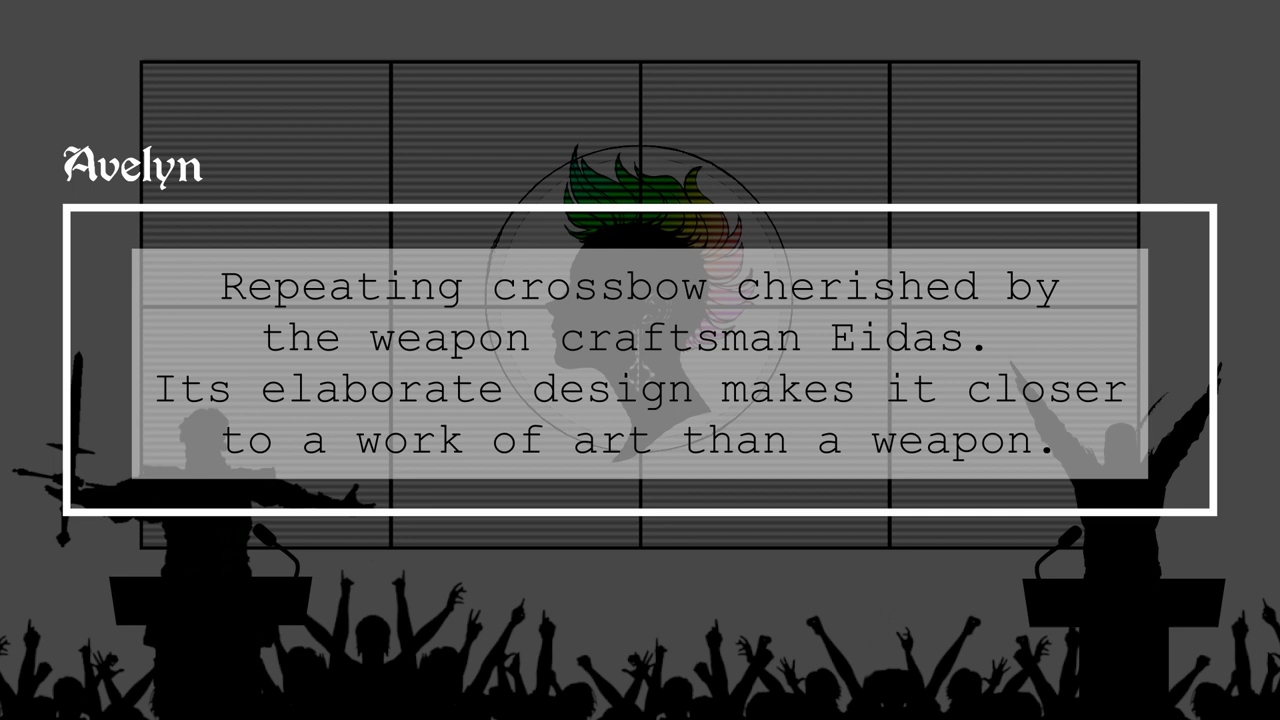 Avelyn
Repeating crossbow cherished by
the weapon craftsman Eidas.
Its elaborate design makes it closer
to a work of art than a weapon.